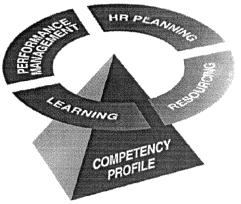 PERFORMANCE
MANAGEMENT
HR PLANNING
RESOURCING
LEARNING
COMPETENCY
PROFILE